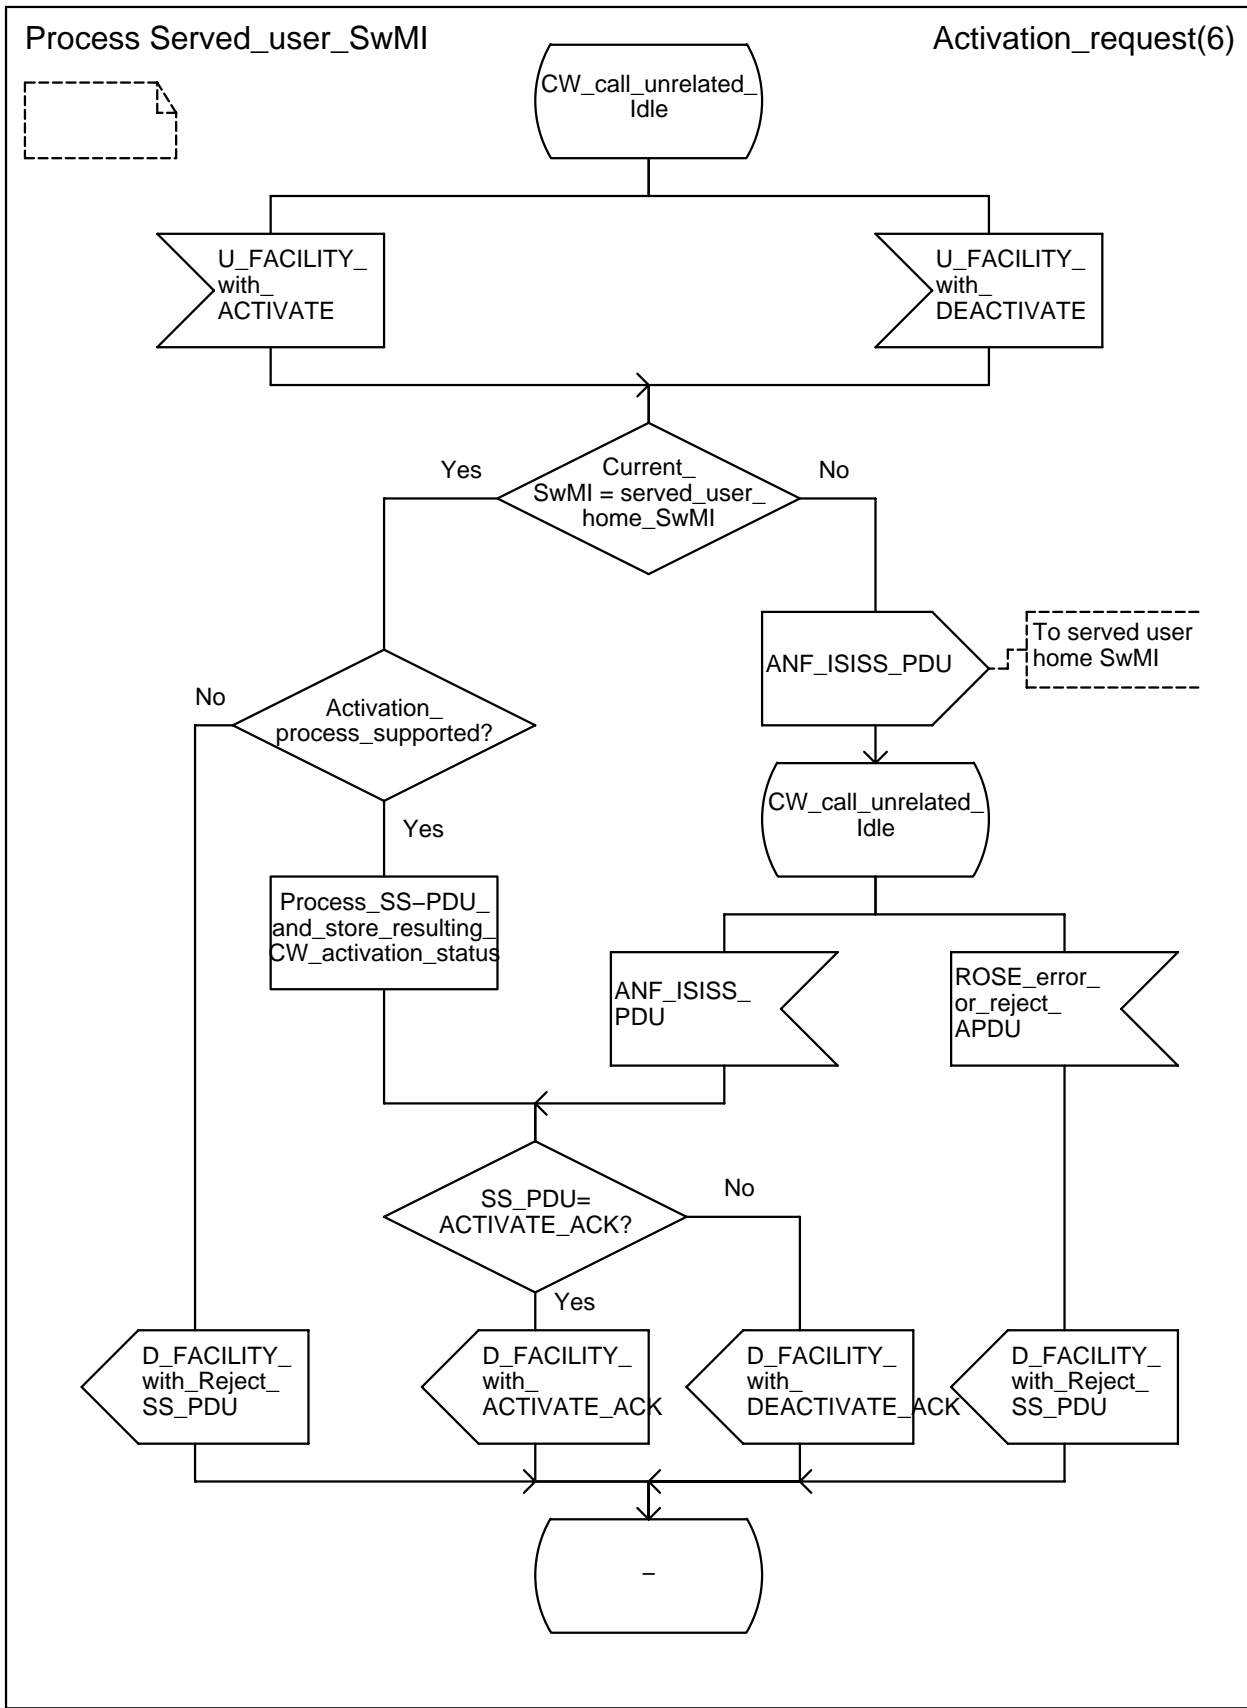 Process Served_user_SwMI
Activation_request(6)
CW_call_unrelated_
Idle
U_FACILITY_
with_
ACTIVATE
U_FACILITY_
with_
DEACTIVATE
Yes
Current_
SwMI = served_user_
home_SwMI
No
ANF_ISISS_PDU
To served user
home SwMI
No
Activation_
process_supported?
Yes
CW_call_unrelated_
Idle
Process_SS–PDU_
and_store_resulting_
CW_activation_status
ANF_ISISS_
PDU
ROSE_error_
or_reject_
APDU
SS_PDU=
ACTIVATE_ACK?
No
Yes
D_FACILITY_
with_Reject_
SS_PDU
D_FACILITY_
with_
ACTIVATE_ACK
D_FACILITY_
with_
DEACTIVATE_ACK
D_FACILITY_
with_Reject_
SS_PDU
–